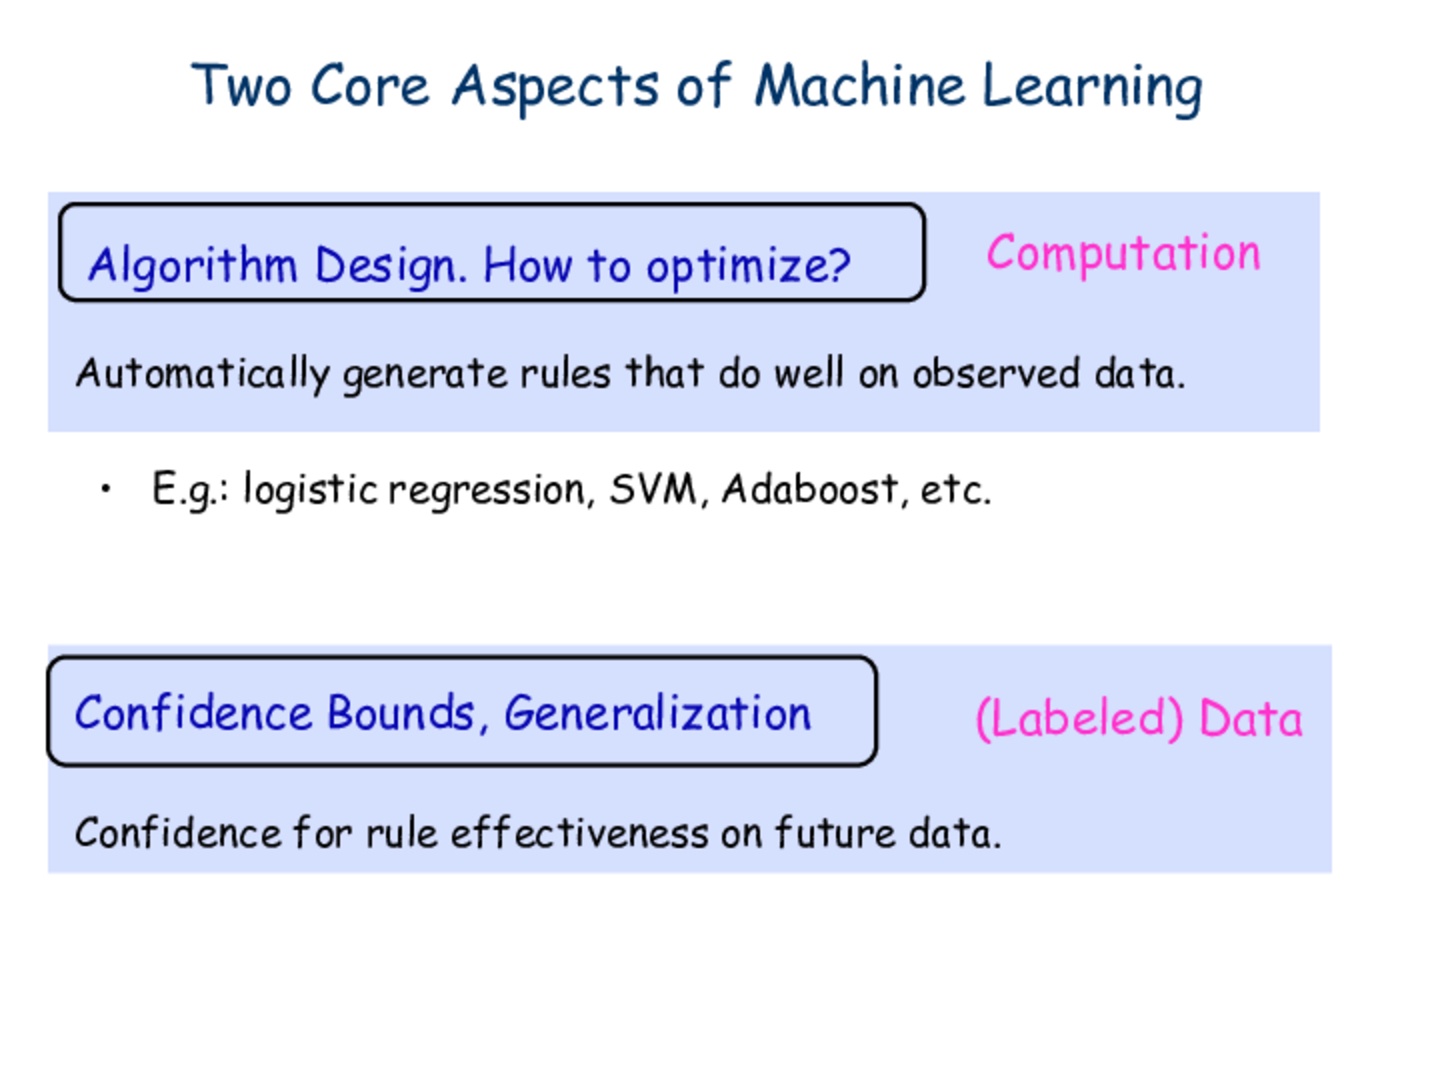 Two Core Aspects of Machine Learning
Algorithm Design. How to optimize?
Computation
Automatically generate rules that do well on observed data.
• E.g.: logistic regression, SVM, Adaboost, etc.
Confidence Bounds, Generalization
(Labeled) Data
Confidence for rule effectiveness on future data.